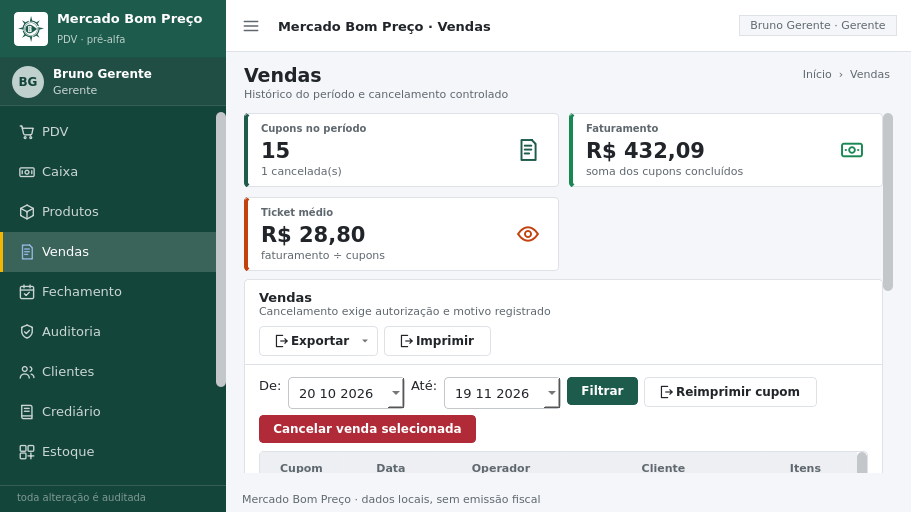 Mercado Bom Preço
PDV · pré-alfa
BG
Bruno Gerente
Gerente
PDV
Caixa
Produtos
Vendas
Fechamento
Auditoria
Clientes
Crediário
Estoque
toda alteração é auditada
Mercado Bom Preço · Vendas
Bruno Gerente · Gerente
Vendas
Início › Vendas
Histórico do período e cancelamento controlado
Cupons no período
15
1 cancelada(s)
Faturamento
R$ 432,09
soma dos cupons concluídos
Ticket médio
R$ 28,80
faturamento ÷ cupons
Vendas
Cancelamento exige autorização e motivo registrado
Exportar
Imprimir
De: 20 10 2026 Até: 19 11 2026 Filtrar Reimprimir cupom
Cancelar venda selecionada
Cupom Data Operador Cliente Itens
Mercado Bom Preço · dados locais, sem emissão fiscal